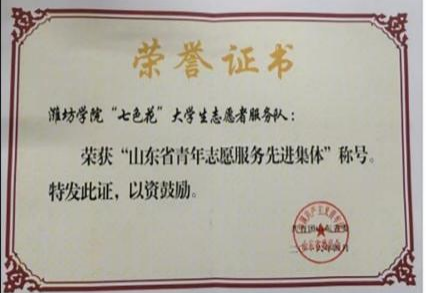 荣誉证书
潍坊学院“七色花”大学生志愿者服务队：
荣获“山东省青年志愿服务先进集体”称号。
特发此证，以资鼓励。